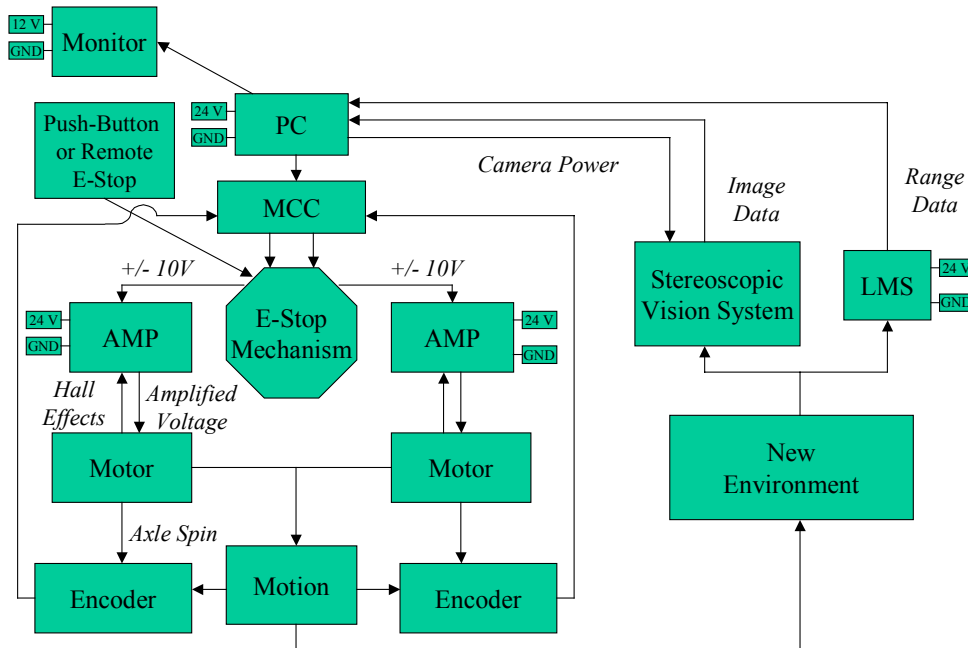 12 V
GND
Monitor
24 V
GND
PC
Push-Button
or Remote
E-Stop
Camera Power
Image
Data
Range
Data
MCC
+/- 10V
+/- 10V
24 V
GND
AMP
E-Stop
Mechanism
AMP
24 V
GND
Stereoscopic
Vision System
LMS
24 V
GND
Hall
Effects
Amplified
Voltage
Motor
Motor
New
Environment
Axle Spin
Encoder
Motion
Encoder